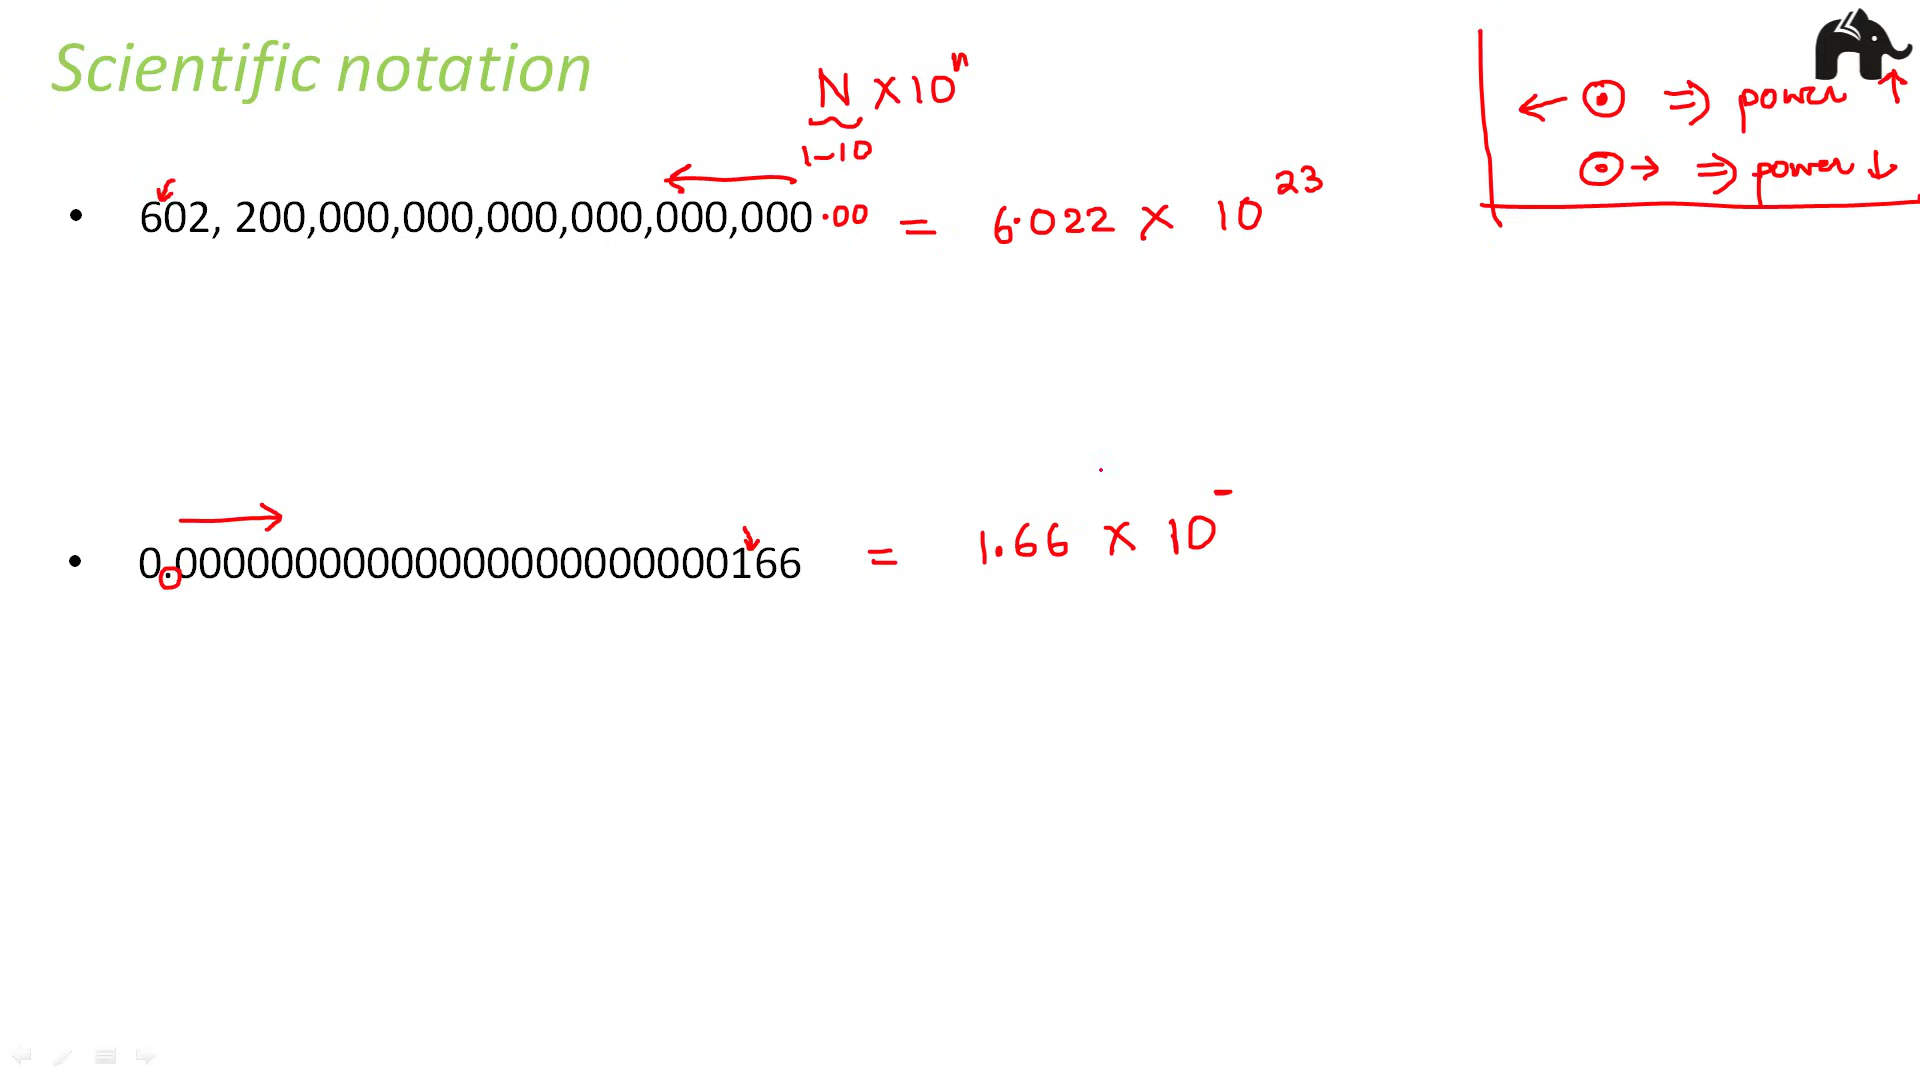 Scientific notation
N × 10ⁿ
1-10
← ⊙ ⇒ power ↑
⊙ → ⇒ power ↓
• 602, 200,000,000,000,000,000,000 .00 = 6.022 × 10²³
• 0.00000000000000000000000166 = 1.66 × 10⁻